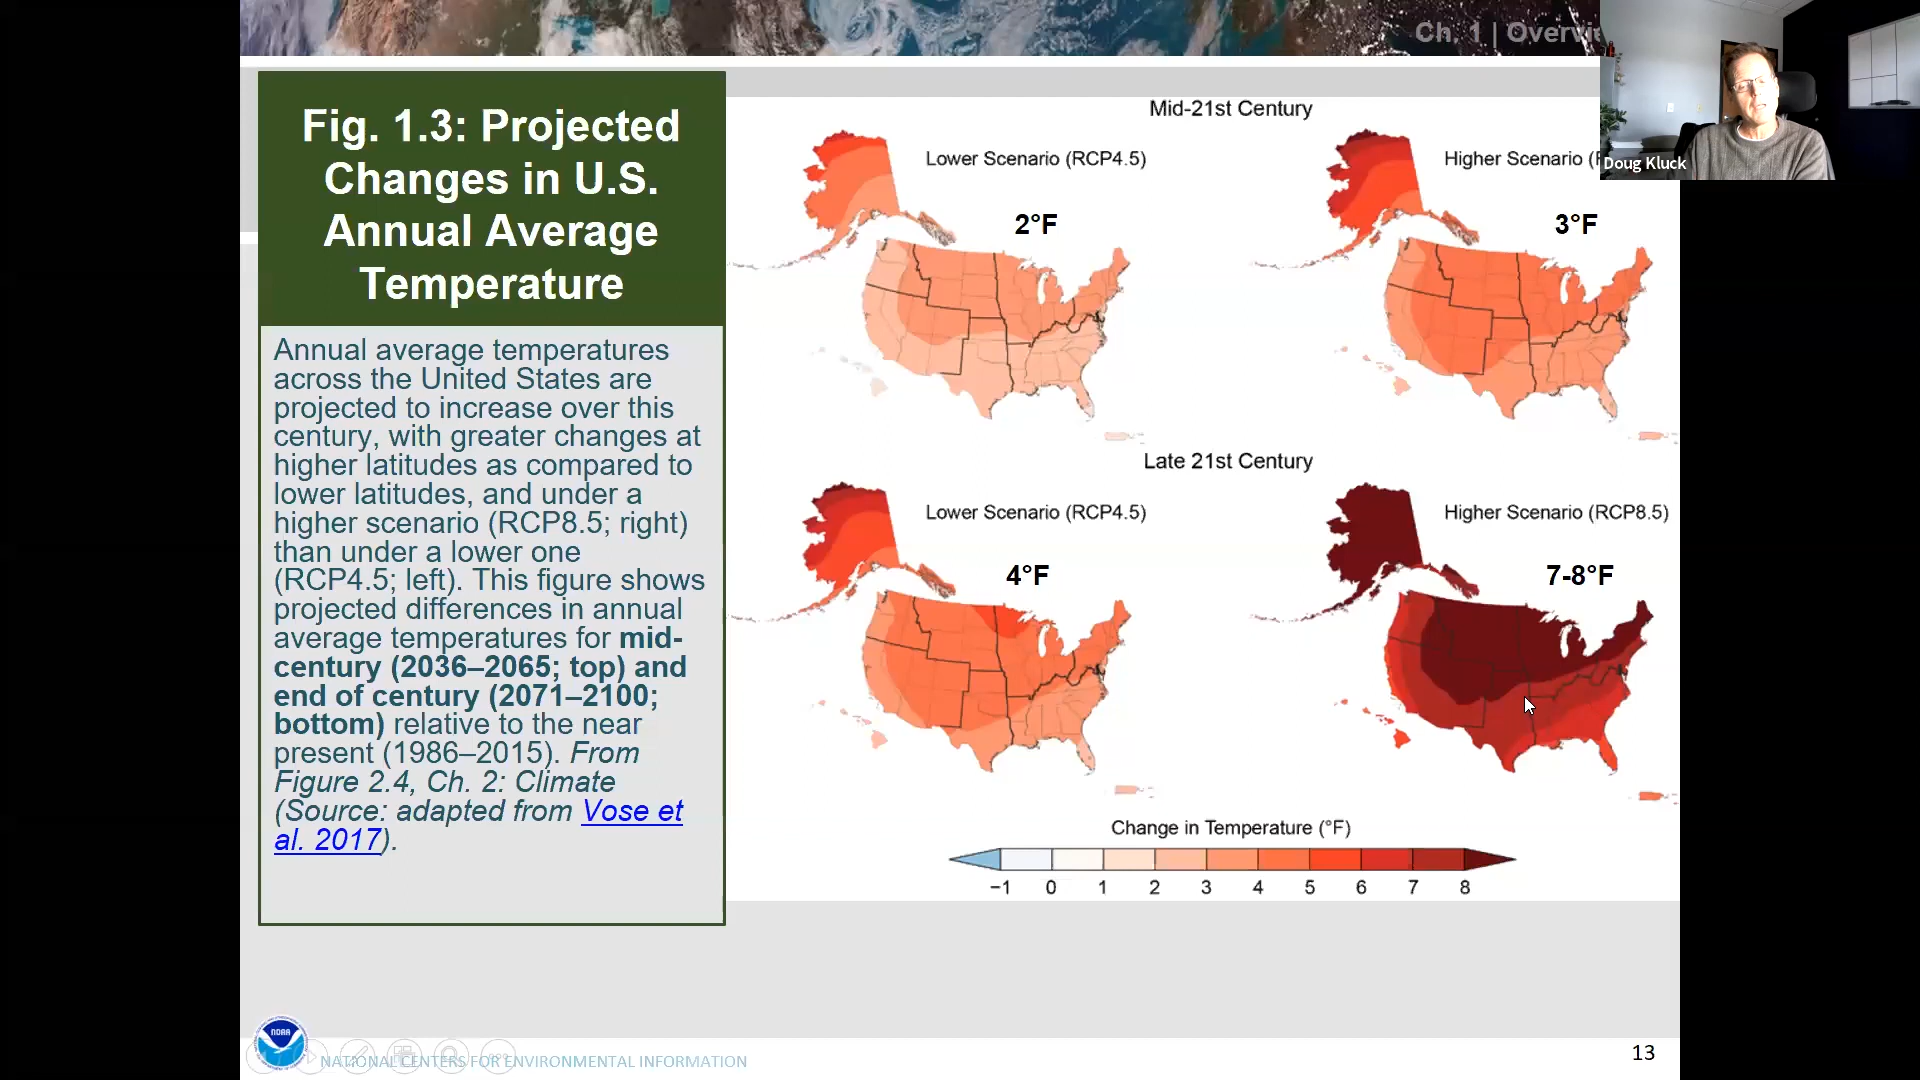 Ch. 1 | Overvie
Doug Kluck
Fig. 1.3: Projected
Changes in U.S.
Annual Average
Temperature
Annual average temperatures
across the United States are
projected to increase over this
century, with greater changes at
higher latitudes as compared to
lower latitudes, and under a
higher scenario (RCP8.5; right)
than under a lower one
(RCP4.5; left). This figure shows
projected differences in annual
average temperatures for mid-
century (2036–2065; top) and
end of century (2071–2100;
bottom) relative to the near
present (1986–2015). From
Figure 2.4, Ch. 2: Climate
(Source: adapted from Vose et
al. 2017).
Mid-21st Century
Lower Scenario (RCP4.5)
2°F
Higher Scenario (
3°F
Late 21st Century
Lower Scenario (RCP4.5)
4°F
Higher Scenario (RCP8.5)
7-8°F
Change in Temperature (°F)
−1 0 1 2 3 4 5 6 7 8
NOAA
NATIONAL CENTERS FOR ENVIRONMENTAL INFORMATION
13